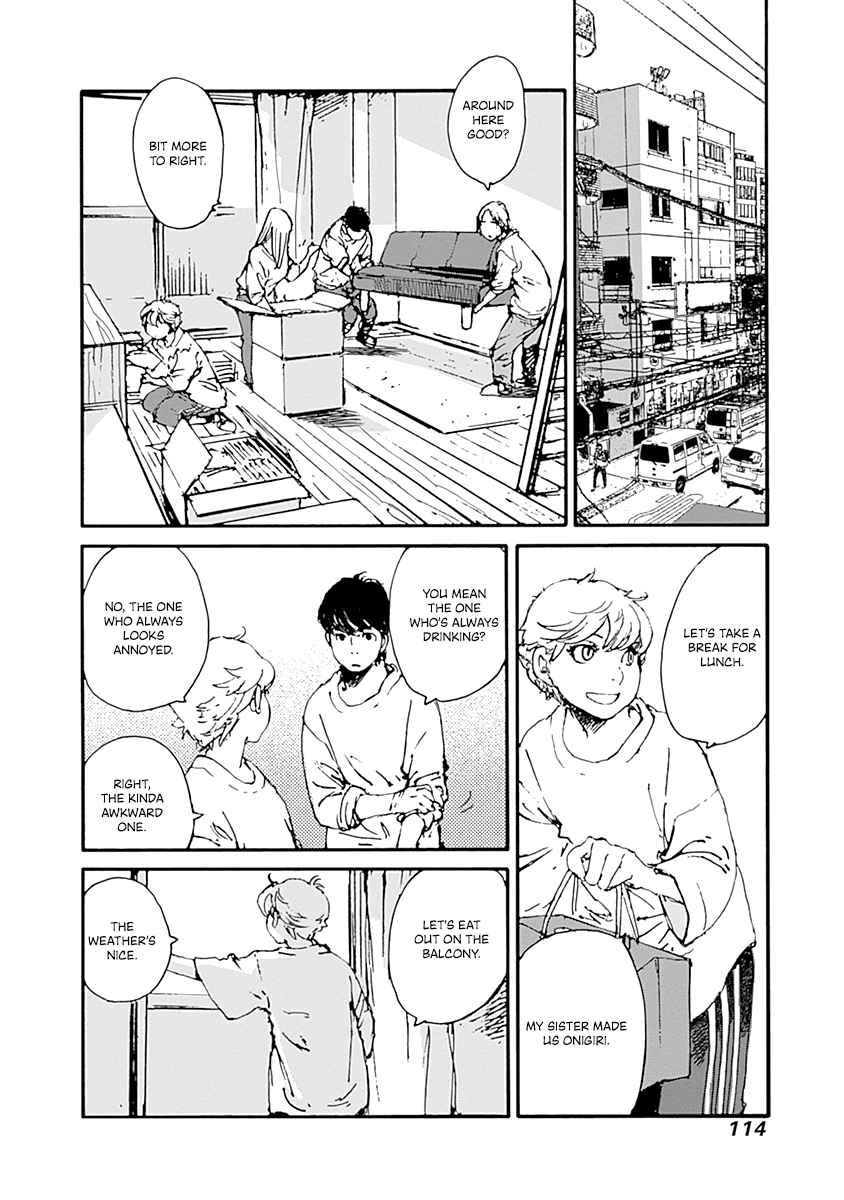 AROUND
HERE
GOOD?
BIT MORE
TO RIGHT.
LET'S TAKE A
BREAK FOR
LUNCH.
MY SISTER MADE
US ONIGIRI.
YOU MEAN
THE ONE
WHO'S ALWAYS
DRINKING?
NO, THE ONE
WHO ALWAYS
LOOKS
ANNOYED.
RIGHT,
THE KINDA
AWKWARD
ONE.
LET'S EAT
OUT ON THE
BALCONY.
THE
WEATHER'S
NICE.
114